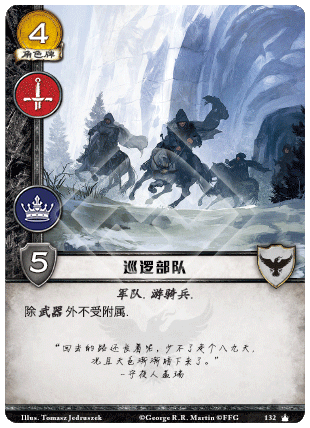 4
角色牌
5
巡逻部队
军队. 游骑兵.
除 武器 外不受附属.
“回去的路还长着呢，少不了要个八九天，
况且天色渐渐暗下来了。”
-守夜人盖瑞
Illus. Tomasz Jedruszek
©George R.R. Martin ©FFG
132